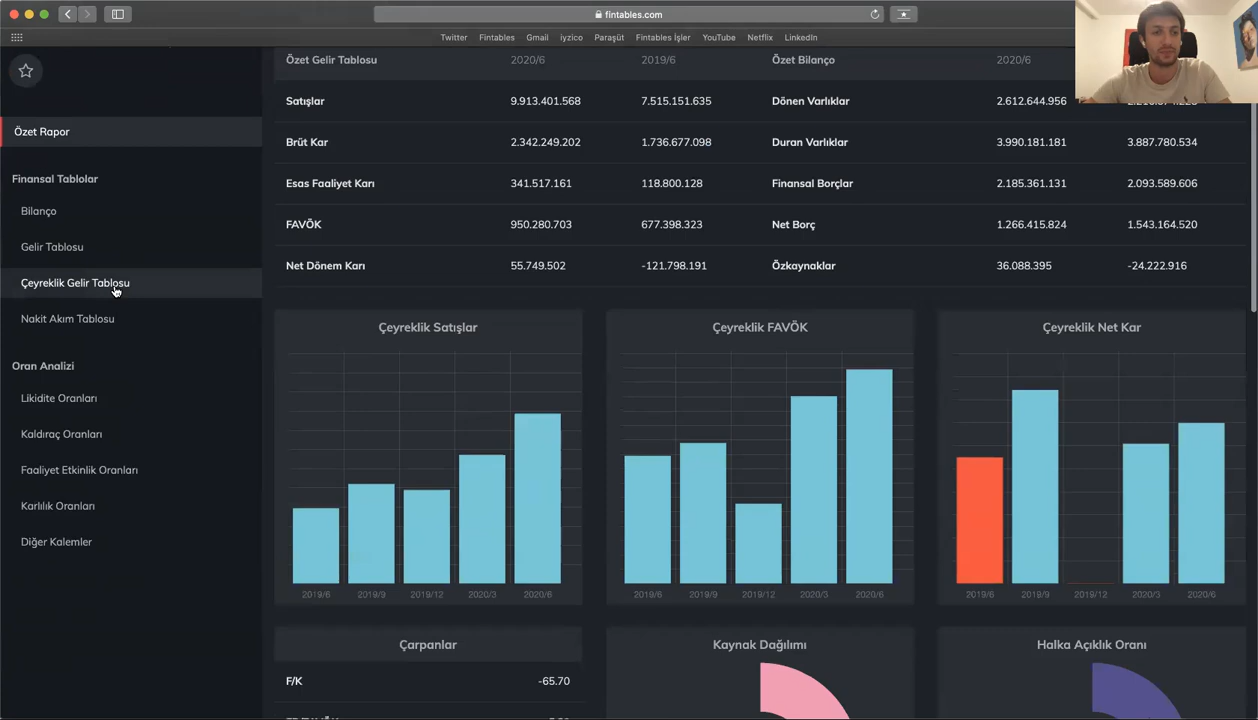 fintables.com
Twitter Fintables Gmail iyzico Paraşüt Fintables İşler YouTube Netflix LinkedIn
Özet Rapor
Finansal Tablolar
Bilanço
Gelir Tablosu
Çeyreklik Gelir Tablosu
Nakit Akım Tablosu
Oran Analizi
Likidite Oranları
Kaldıraç Oranları
Faaliyet Etkinlik Oranları
Karlılık Oranları
Diğer Kalemler
Özet Gelir Tablosu 2020/6 2019/6 Özet Bilanço 2020/6
Satışlar 9.913.401.568 7.515.151.635 Dönen Varlıklar 2.612.644.956
Brüt Kar 2.342.249.202 1.736.677.098 Duran Varlıklar 3.990.181.181 3.887.780.534
Esas Faaliyet Karı 341.517.161 118.800.128 Finansal Borçlar 2.185.361.131 2.093.589.606
FAVÖK 950.280.703 677.398.323 Net Borç 1.266.415.824 1.543.164.520
Net Dönem Karı 55.749.502 -121.798.191 Özkaynaklar 36.088.395 -24.222.916
Çeyreklik Satışlar
2019/6 2019/9 2019/12 2020/3 2020/6
Çeyreklik FAVÖK
2019/6 2019/9 2019/12 2020/3 2020/6
Çeyreklik Net Kar
2019/6 2019/9 2019/12 2020/3 2020/6
Çarpanlar
F/K -65.70
Kaynak Dağılımı
Halka Açıklık Oranı